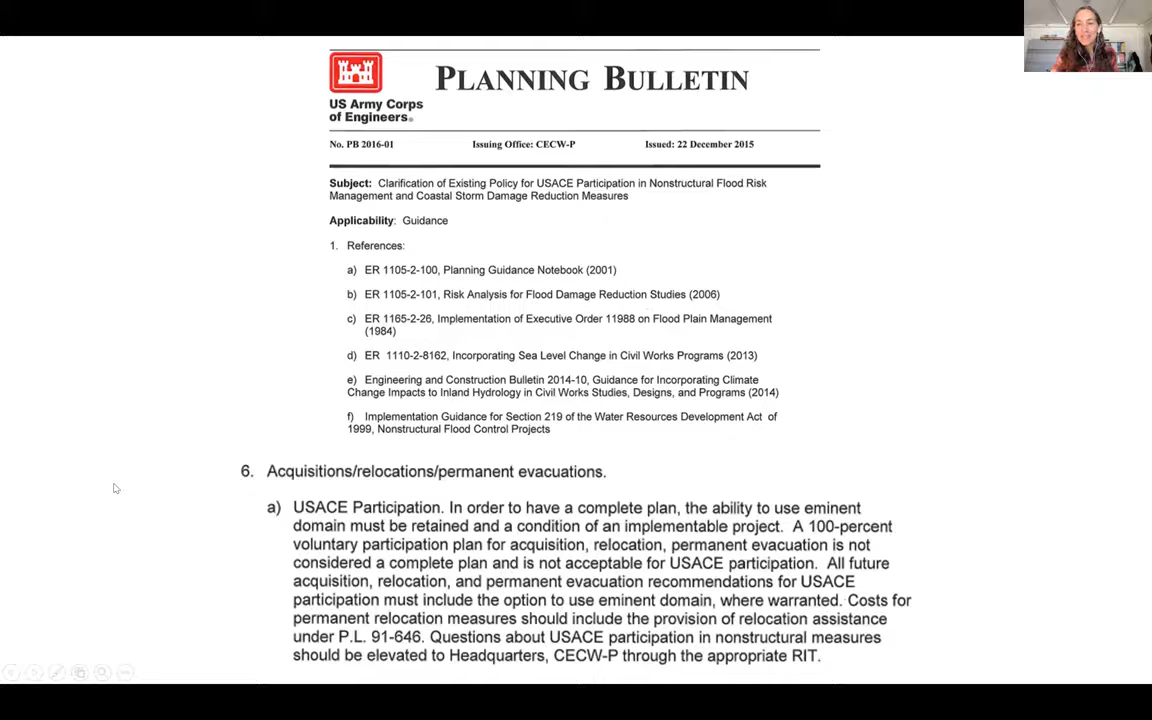 PLANNING BULLETIN
US Army Corps
of Engineers®
No. PB 2016-01 Issuing Office: CECW-P Issued: 22 December 2015
Subject: Clarification of Existing Policy for USACE Participation in Nonstructural Flood Risk
Management and Coastal Storm Damage Reduction Measures
Applicability: Guidance
1. References:
a) ER 1105-2-100, Planning Guidance Notebook (2001)
b) ER 1105-2-101, Risk Analysis for Flood Damage Reduction Studies (2006)
c) ER 1165-2-26, Implementation of Executive Order 11988 on Flood Plain Management
(1984)
d) ER 1110-2-8162, Incorporating Sea Level Change in Civil Works Programs (2013)
e) Engineering and Construction Bulletin 2014-10, Guidance for Incorporating Climate
Change Impacts to Inland Hydrology in Civil Works Studies, Designs, and Programs (2014)
f) Implementation Guidance for Section 219 of the Water Resources Development Act of
1999, Nonstructural Flood Control Projects
6. Acquisitions/relocations/permanent evacuations.
a) USACE Participation. In order to have a complete plan, the ability to use eminent
domain must be retained and a condition of an implementable project. A 100-percent
voluntary participation plan for acquisition, relocation, permanent evacuation is not
considered a complete plan and is not acceptable for USACE participation. All future
acquisition, relocation, and permanent evacuation recommendations for USACE
participation must include the option to use eminent domain, where warranted. Costs for
permanent relocation measures should include the provision of relocation assistance
under P.L. 91-646. Questions about USACE participation in nonstructural measures
should be elevated to Headquarters, CECW-P through the appropriate RIT.